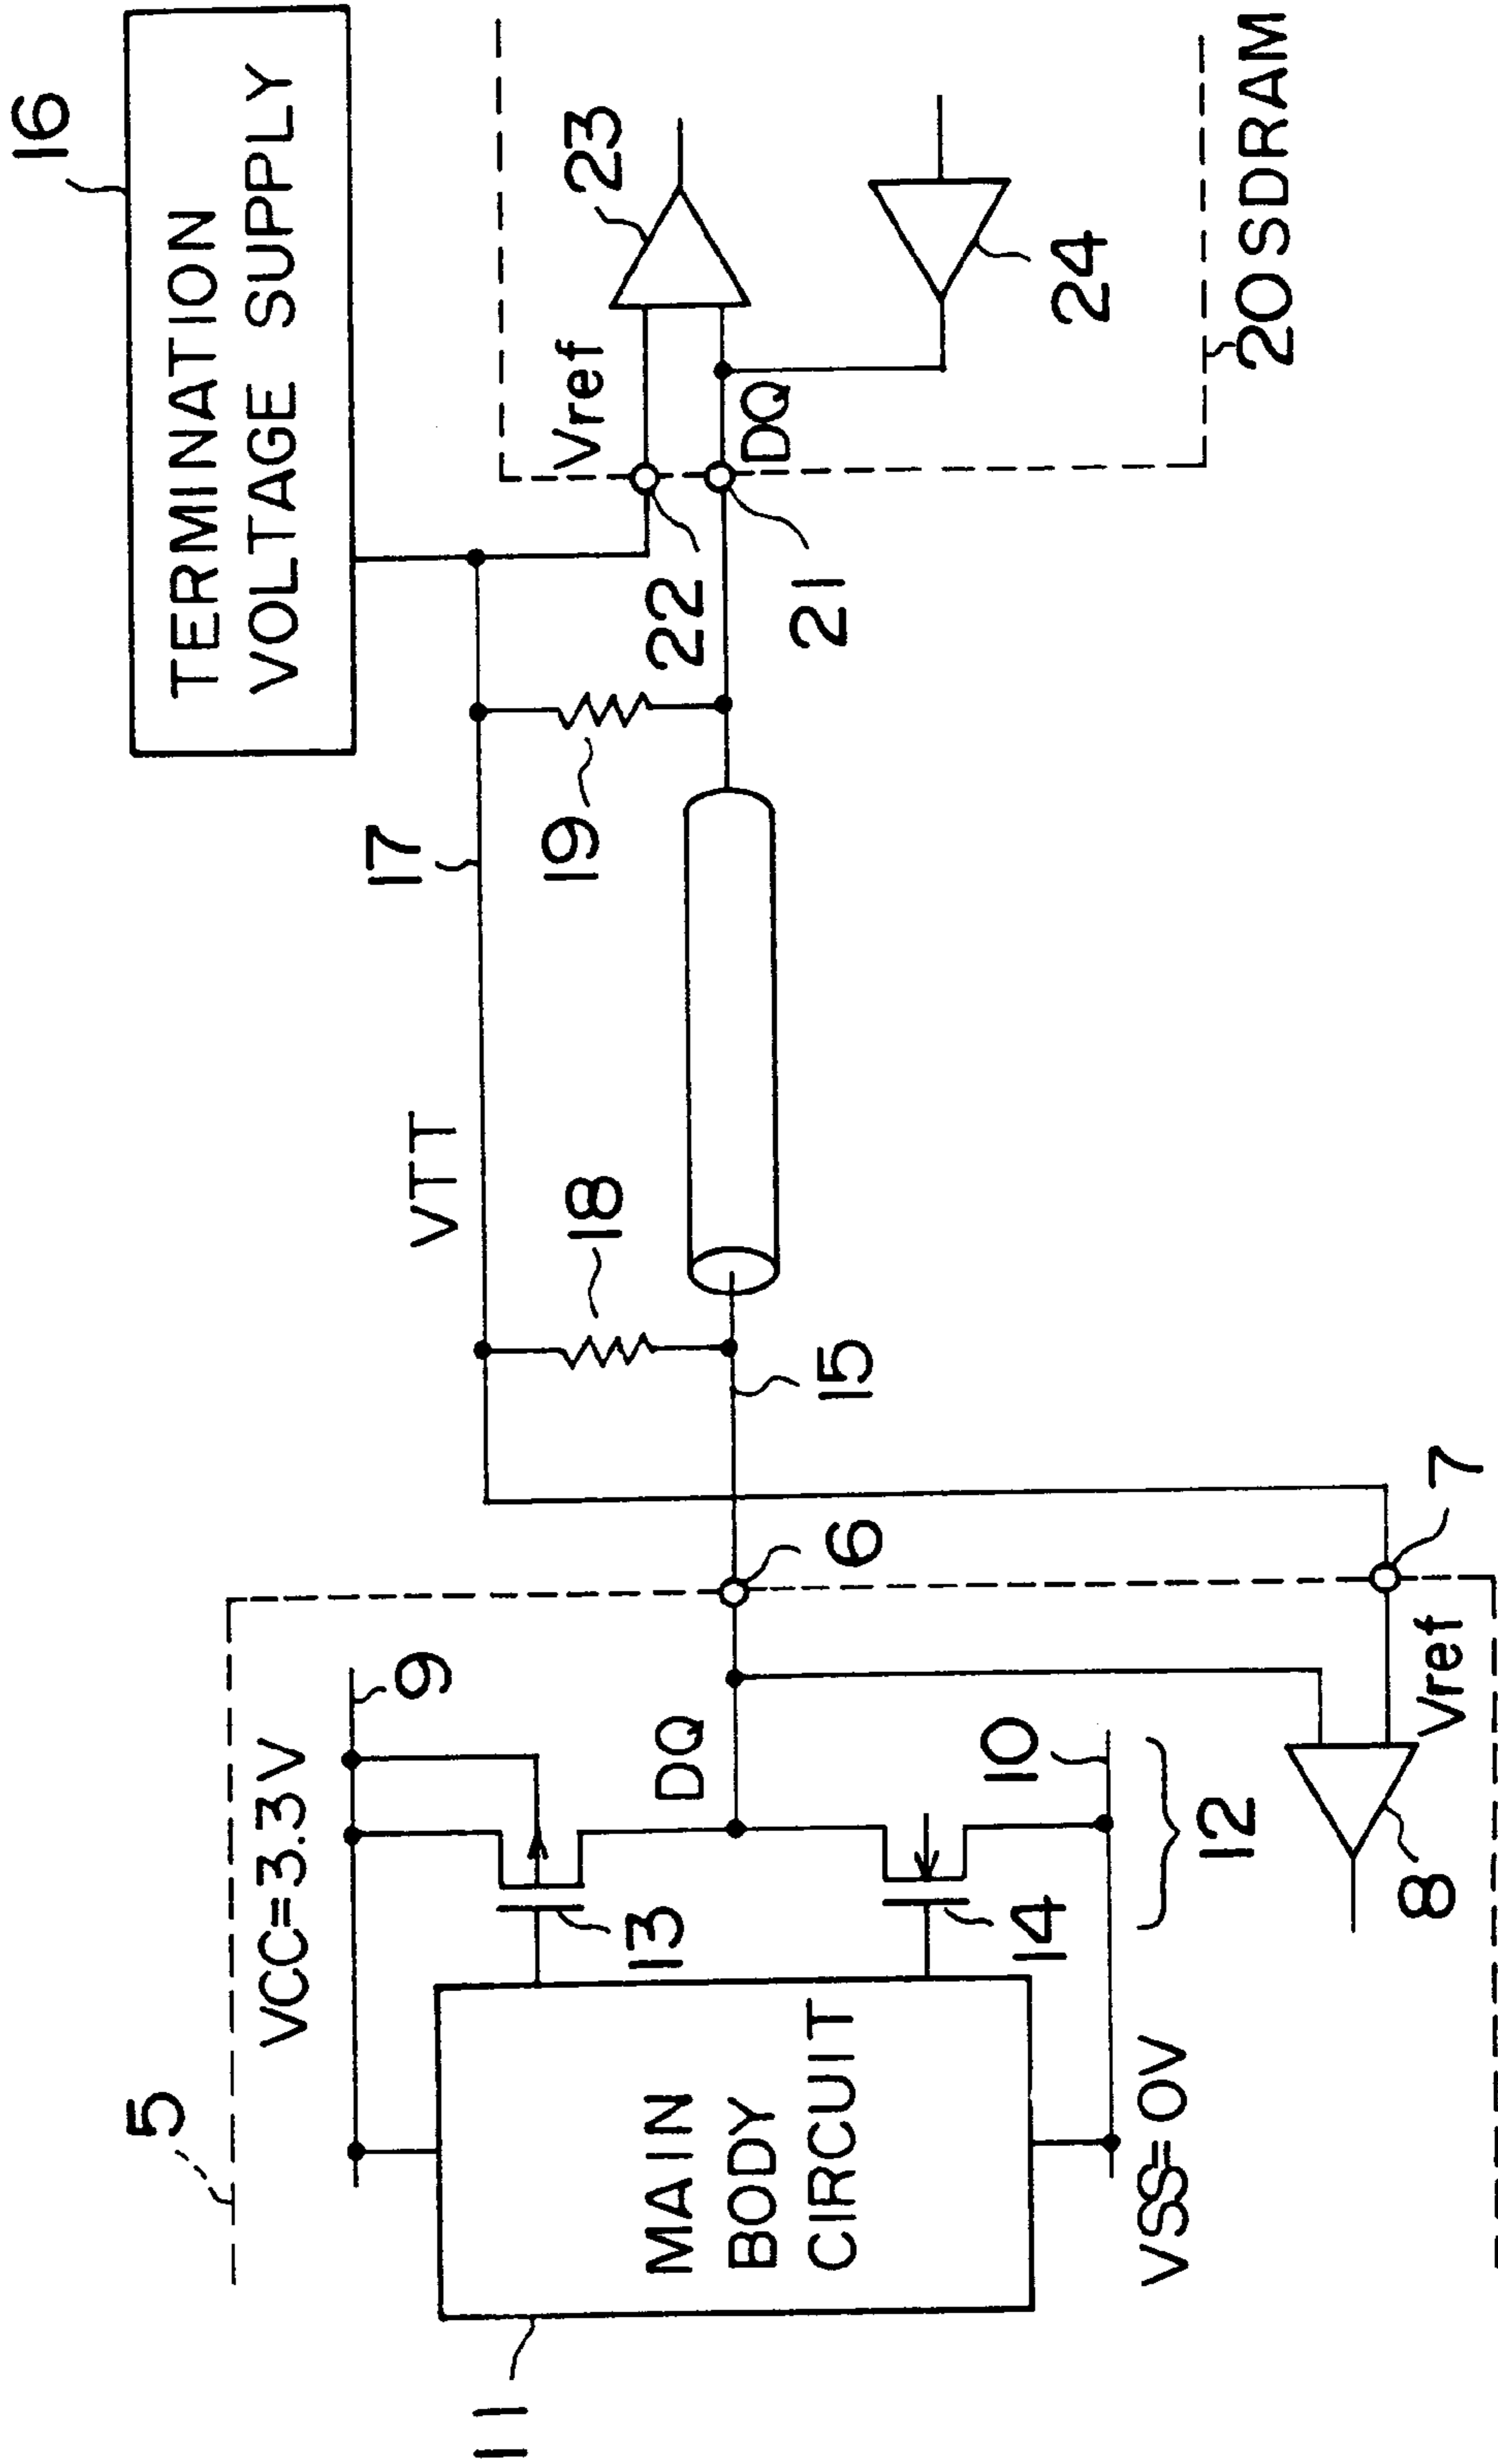 16
TERMINATION
VOLTAGE SUPPLY
5
VCC=3.3V
9
VTT
17
18
19
Vref
23
22
DQ
DQ
13
6
15
21
24
11
MAIN
BODY
CIRCUIT
14
10
VSS=0V
12
8
Vref
7
20 SDRAM